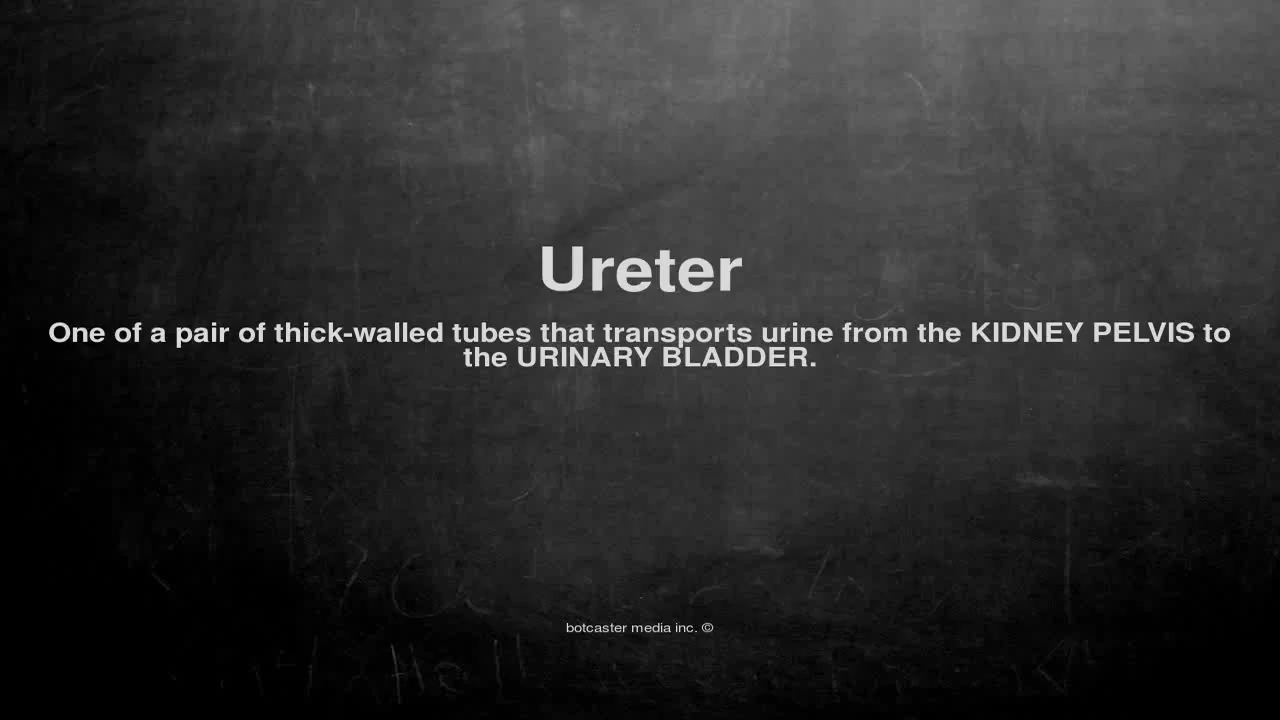 Ureter
One of a pair of thick-walled tubes that transports urine from the KIDNEY PELVIS to
the URINARY BLADDER.
botcaster media inc. ©